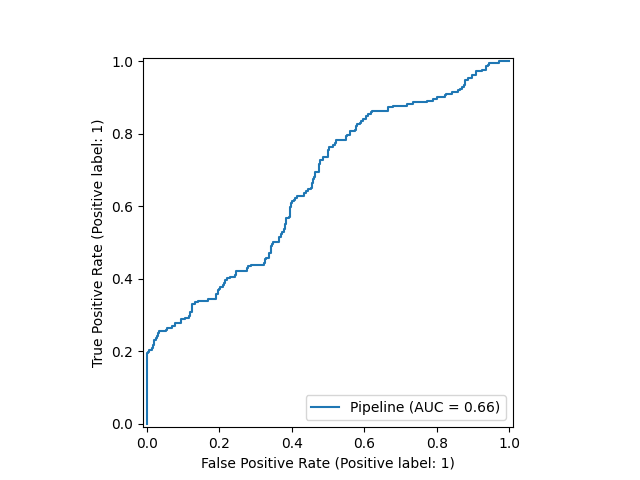 1.0
0.8
0.6
0.4
0.2
0.0
True Positive Rate (Positive label: 1)
Pipeline (AUC = 0.66)
0.0 0.2 0.4 0.6 0.8 1.0
False Positive Rate (Positive label: 1)